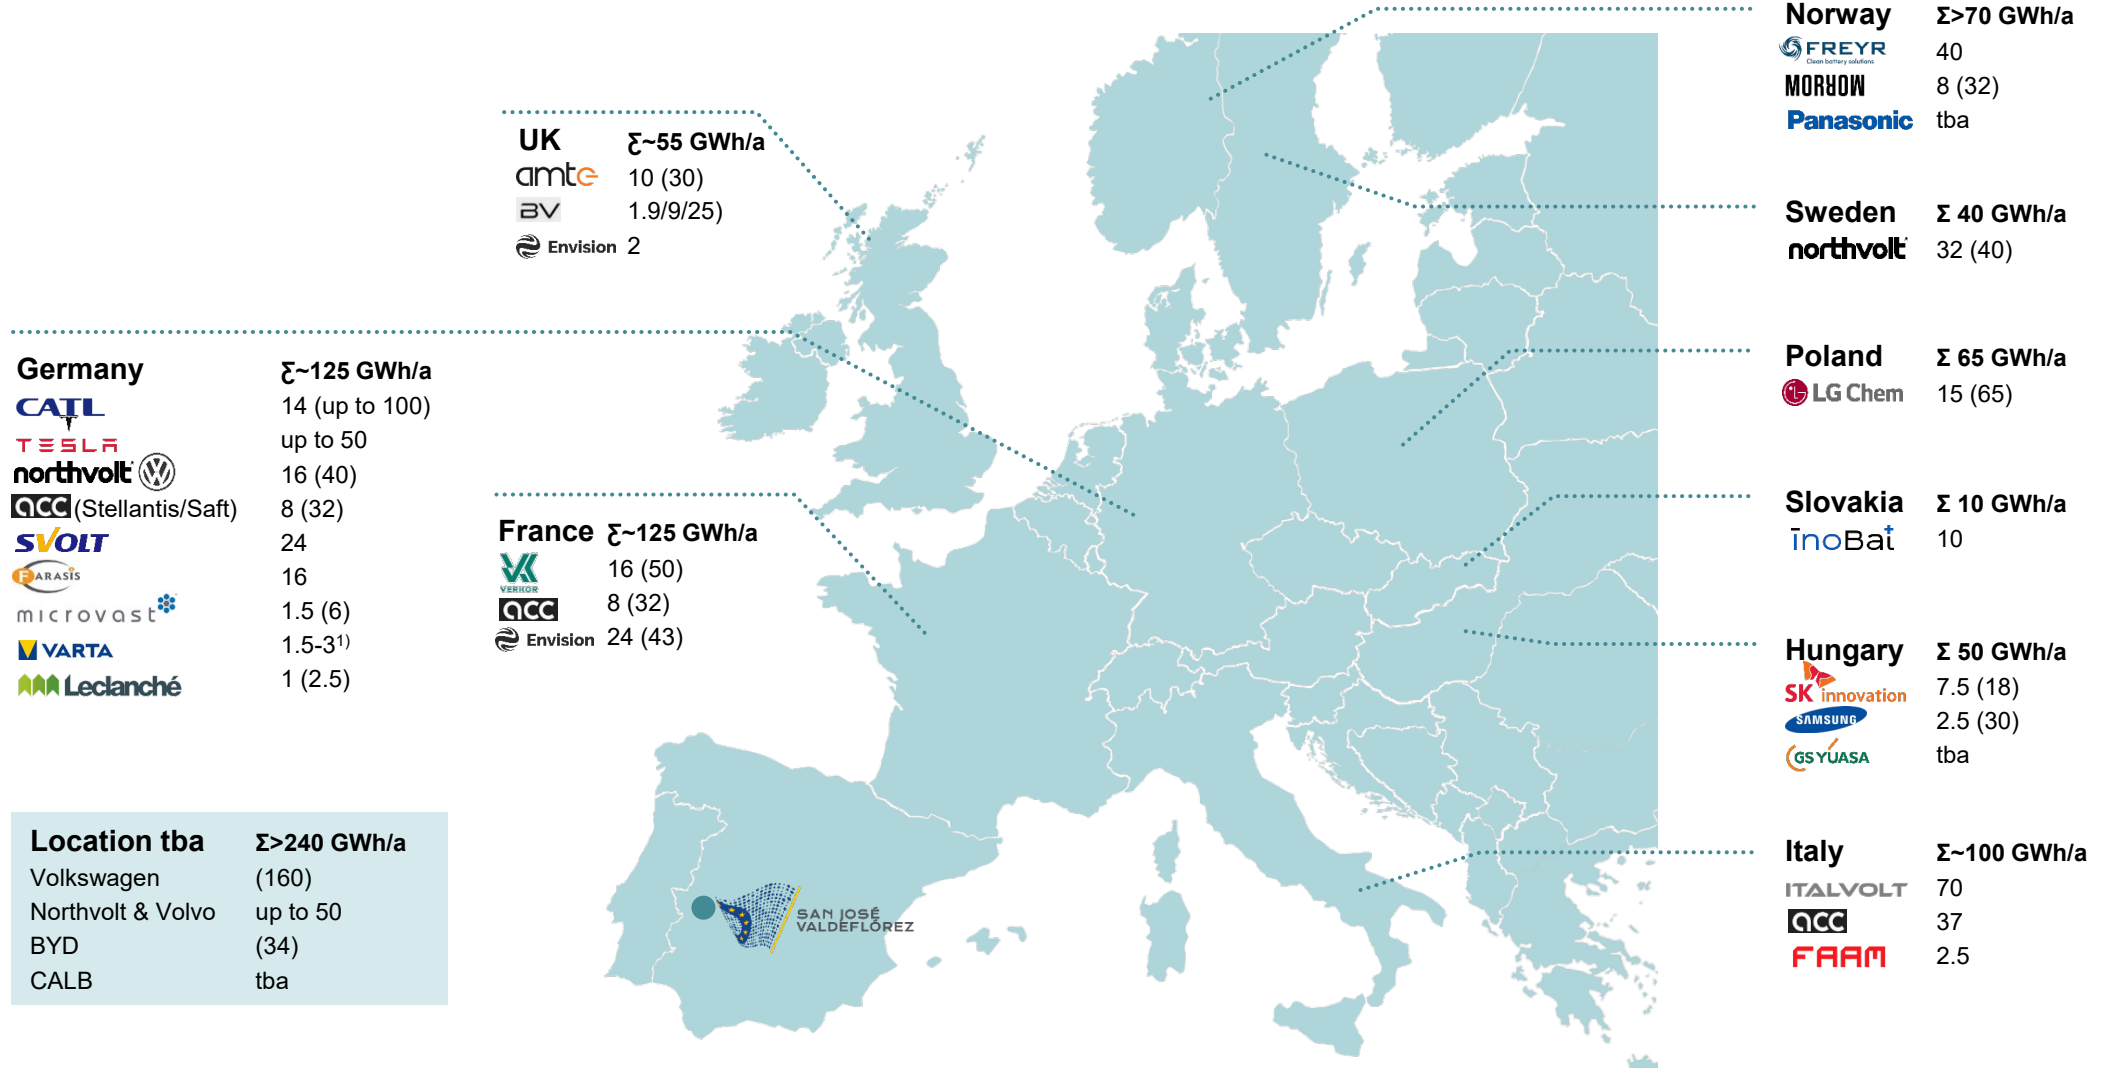 Norway Σ>70 GWh/a
FREYR 40
Clean battery solutions
MORROW 8 (32)
Panasonic tba
UK Σ~55 GWh/a
amte 10 (30)
BV 1.9/9/25)
Envision 2
Sweden Σ 40 GWh/a
northvolt 32 (40)
Germany Σ~125 GWh/a
CATL 14 (up to 100)
TESLA up to 50
northvolt VW 16 (40)
acc (Stellantis/Saft) 8 (32)
SVOLT 24
FARASIS 16
microvast 1.5 (6)
VARTA 1.5-3¹⁾
Leclanché 1 (2.5)
Poland Σ 65 GWh/a
LG Chem 15 (65)
France Σ~125 GWh/a
VERKOR 16 (50)
acc 8 (32)
Envision 24 (43)
Slovakia Σ 10 GWh/a
inoBat 10
Hungary Σ 50 GWh/a
SK innovation 7.5 (18)
SAMSUNG 2.5 (30)
GS YUASA tba
Location tba Σ>240 GWh/a
Volkswagen (160)
Northvolt & Volvo up to 50
BYD (34)
CALB tba
SAN JOSÉ
VALDEFLÓREZ
Italy Σ~100 GWh/a
ITALVOLT 70
acc 37
FAAM 2.5